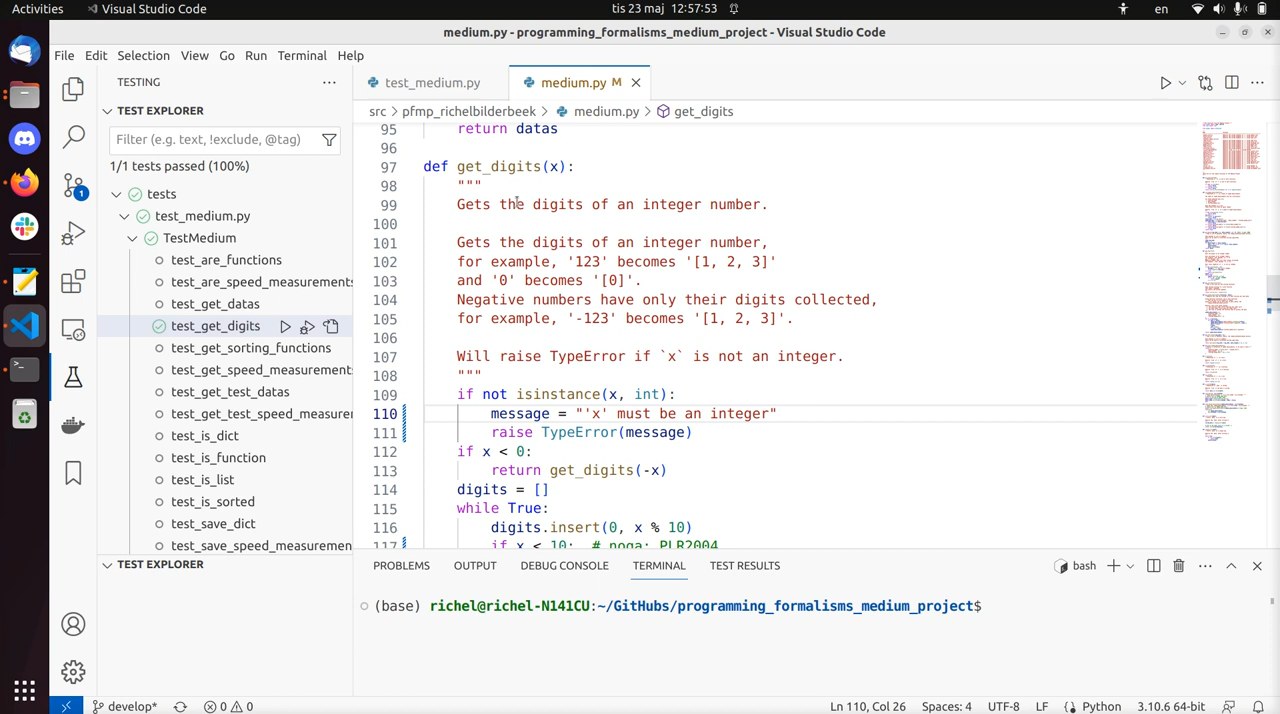 Activities
Visual Studio Code
tis 23 maj 12:57:53
en
medium.py - programming_formalisms_medium_project - Visual Studio Code
File Edit Selection View Go Run Terminal Help
TESTING
test_medium.py
medium.py M
src > pfmp_richelbilderbeek > medium.py > get_digits
TEST EXPLORER
Filter (e.g. text, !exclude, @tag)
1/1 tests passed (100%)
tests
test_medium.py
TestMedium
test_are_functions
test_are_speed_measurements
test_get_datas
test_get_digits
test_get_sorting_functions
test_get_speed_measurement
test_get_test_datas
test_get_test_speed_measure
test_is_dict
test_is_function
test_is_list
test_is_sorted
test_save_dict
test_save_speed_measuremen
TEST EXPLORER
1
95 return datas
96
97 def get_digits(x):
98 """
99 Gets the digits of an integer number.
100
101 Gets the digits of an integer number,
102 for example, '123' becomes '[1, 2, 3]'
103 and '0' becomes '[0]'.
104 Negative numbers have only their digits collected,
105 for example, '-123' becomes '[1, 2, 3]'
106
107 Will raise TypeError if 'x' is not an integer.
108 """
109 if not isinstance(x, int):
110 message = "'x' must be an integer"
111 raise TypeError(message)
112 if x < 0:
113 return get_digits(-x)
114 digits = []
115 while True:
116 digits.insert(0, x % 10)
117 if x < 10: # noqa: PLR2004
PROBLEMS OUTPUT DEBUG CONSOLE TERMINAL TEST RESULTS
bash
(base) richel@richel-N141CU:~/GitHubs/programming_formalisms_medium_project$
develop*
0 0
Ln 110, Col 26
Spaces: 4
UTF-8
LF
Python
3.10.6 64-bit